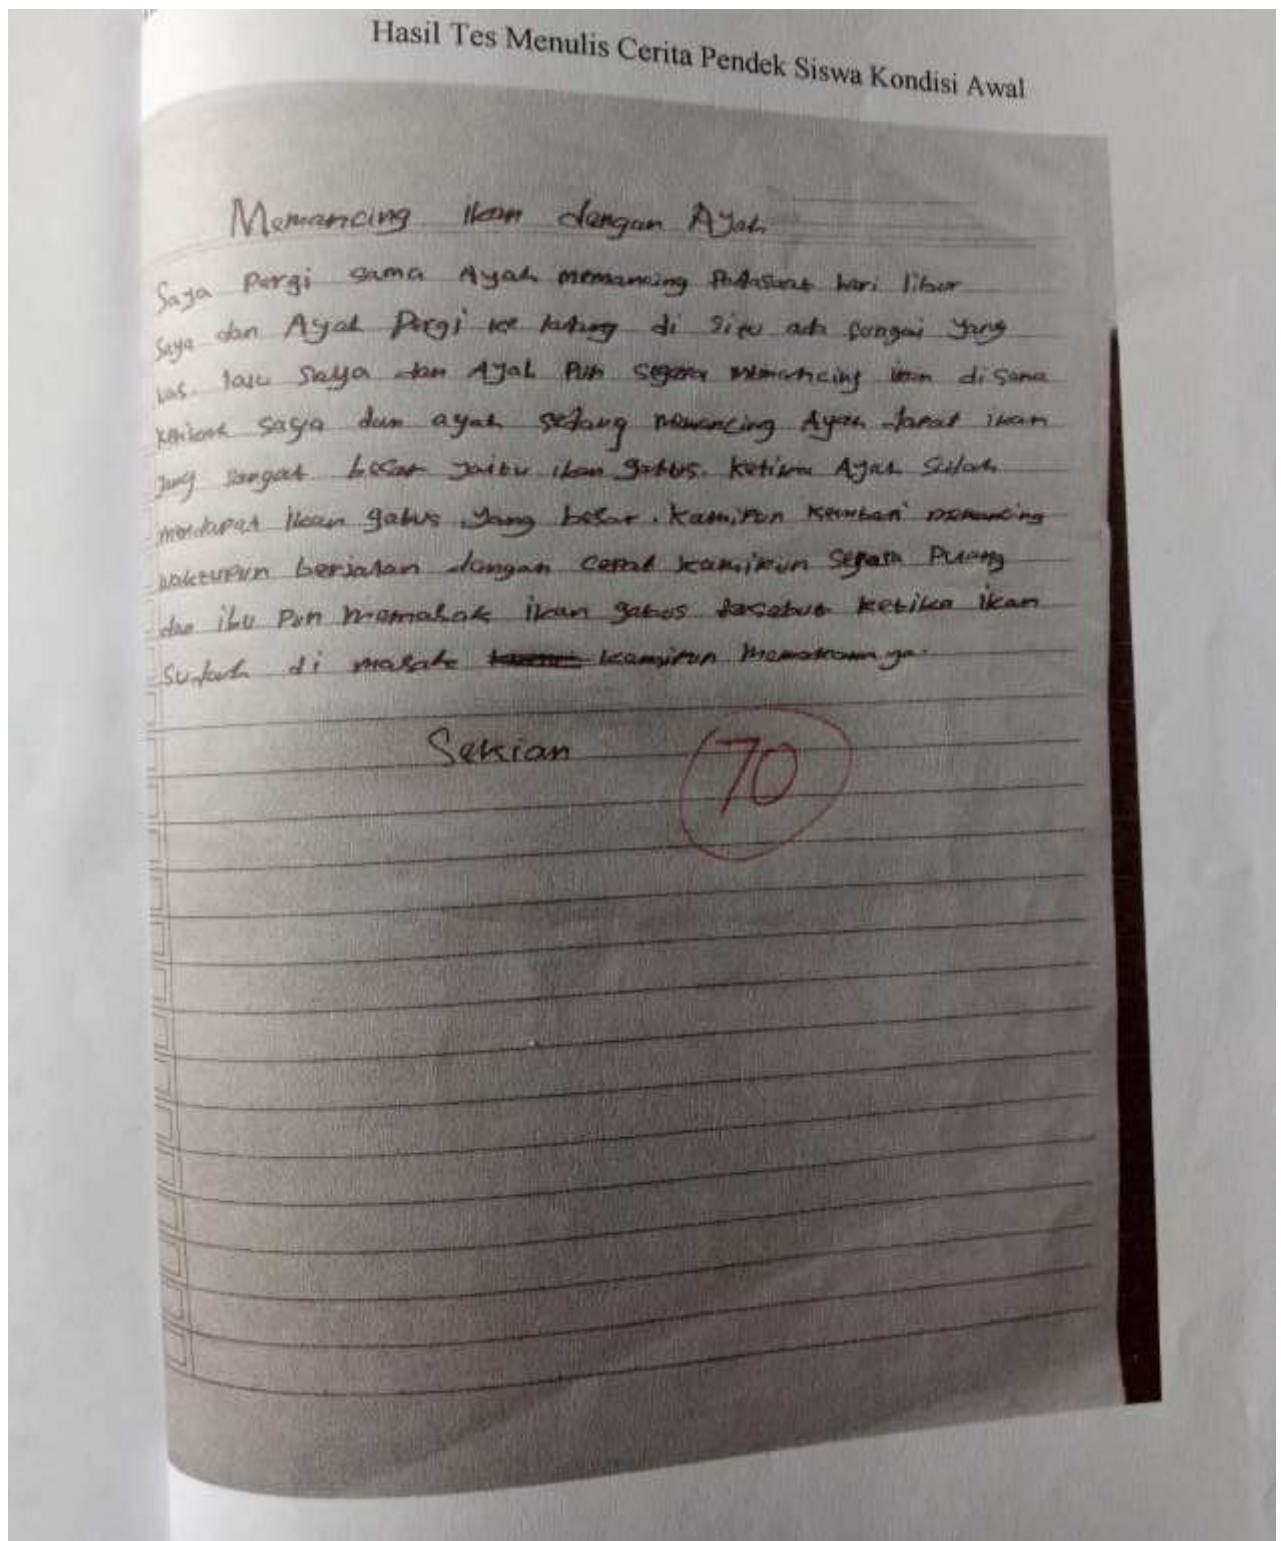 Hasil Tes Menulis Cerita Pendek Siswa Kondisi Awal
Memancing ikan dengan Ayah
Saya Pergi sama Ayah memancing Padasaat hari libur
Saya dan Ayah Pergi ke di situ ada sungai yang
lalu Saya dan Ayah Pun segera memancing ikan disana
Saya dan ayah sedang memancing Ayah dapat ikan
yang sangat besar yaitu ikan gabus. ketika Ayah Sudah
mendapat ikan gabus yang besar. kamipun kembali memancing
waktupun berjalan dengan cepat kamipun segera Pulang
dan ibu Pun memasak ikan gabus tersebut ketika ikan
Sudah di masak kamipun memakannya.
Sekian
70